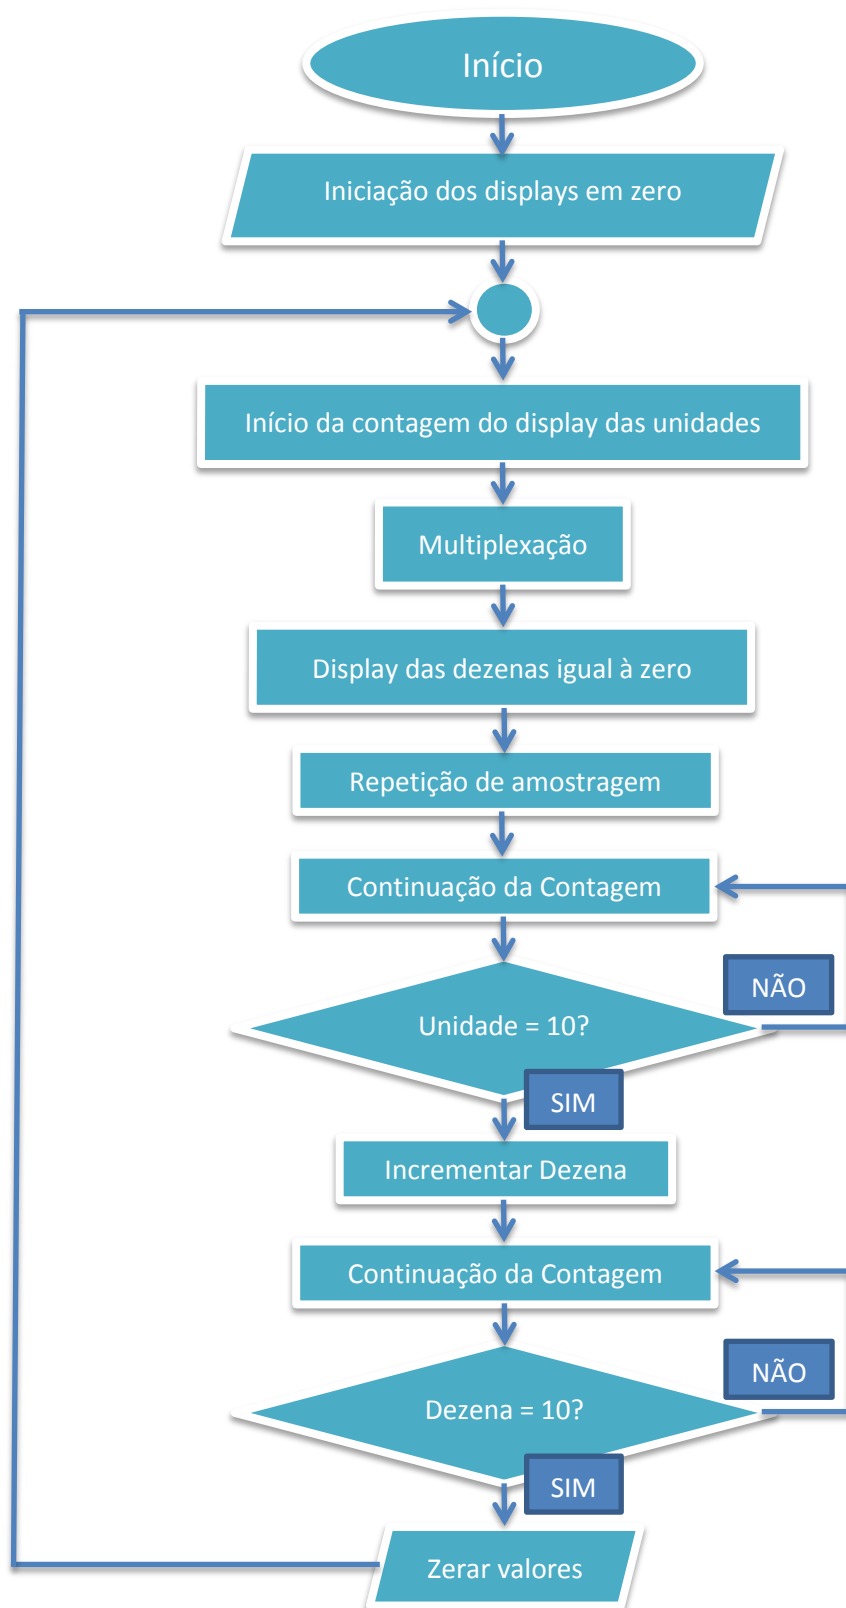 Início
Iniciação dos displays em zero
Início da contagem do display das unidades
Multiplexação
Display das dezenas igual à zero
Repetição de amostragem
Continuação da Contagem
NÃO
Unidade = 10?
SIM
Incrementar Dezena
Continuação da Contagem
NÃO
Dezena = 10?
SIM
Zerar valores